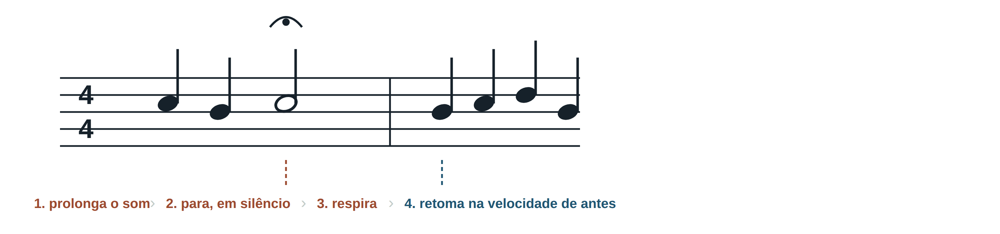 4
4
1. prolonga o som › 2. para, em silêncio › 3. respira › 4. retoma na velocidade de antes